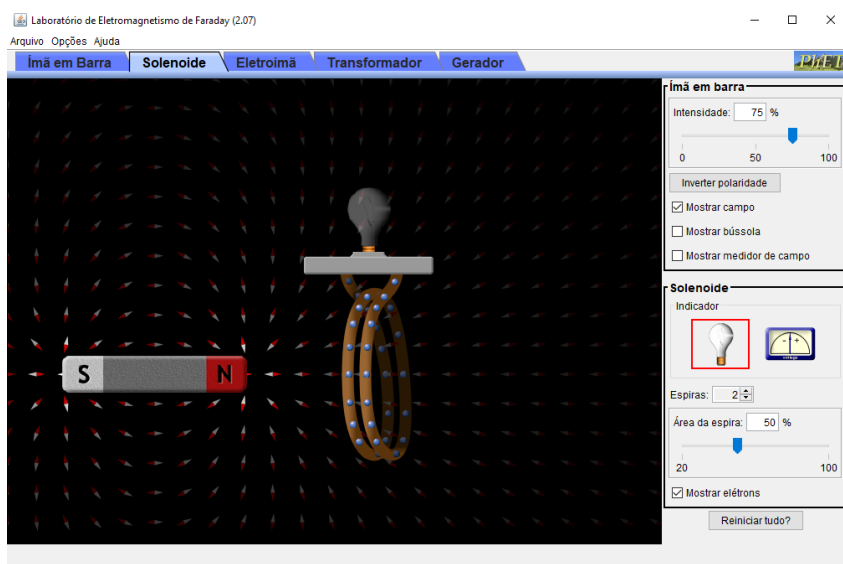 Laboratório de Eletromagnetismo de Faraday (2.07)
Arquivo Opções Ajuda
Ímã em Barra Solenoide Eletroimã Transformador Gerador
PhET
Ímã em barra
Intensidade: 75 %
0 50 100
Inverter polaridade
Mostrar campo
Mostrar bússola
Mostrar medidor de campo
S N
Solenoide
Indicador
- +
voltage
Espiras: 2
Área da espira: 50 %
20 100
Mostrar elétrons
Reiniciar tudo?